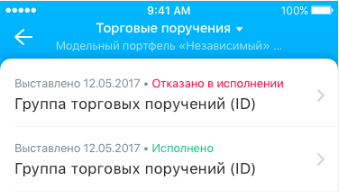 9:41 AM 100%
Торговые поручения
Модельный портфель «Независимый» ...
Выставлено 12.05.2017 • Отказано в исполнении
Группа торговых поручений (ID)
Выставлено 12.05.2017 • Исполнено
Группа торговых поручений (ID)